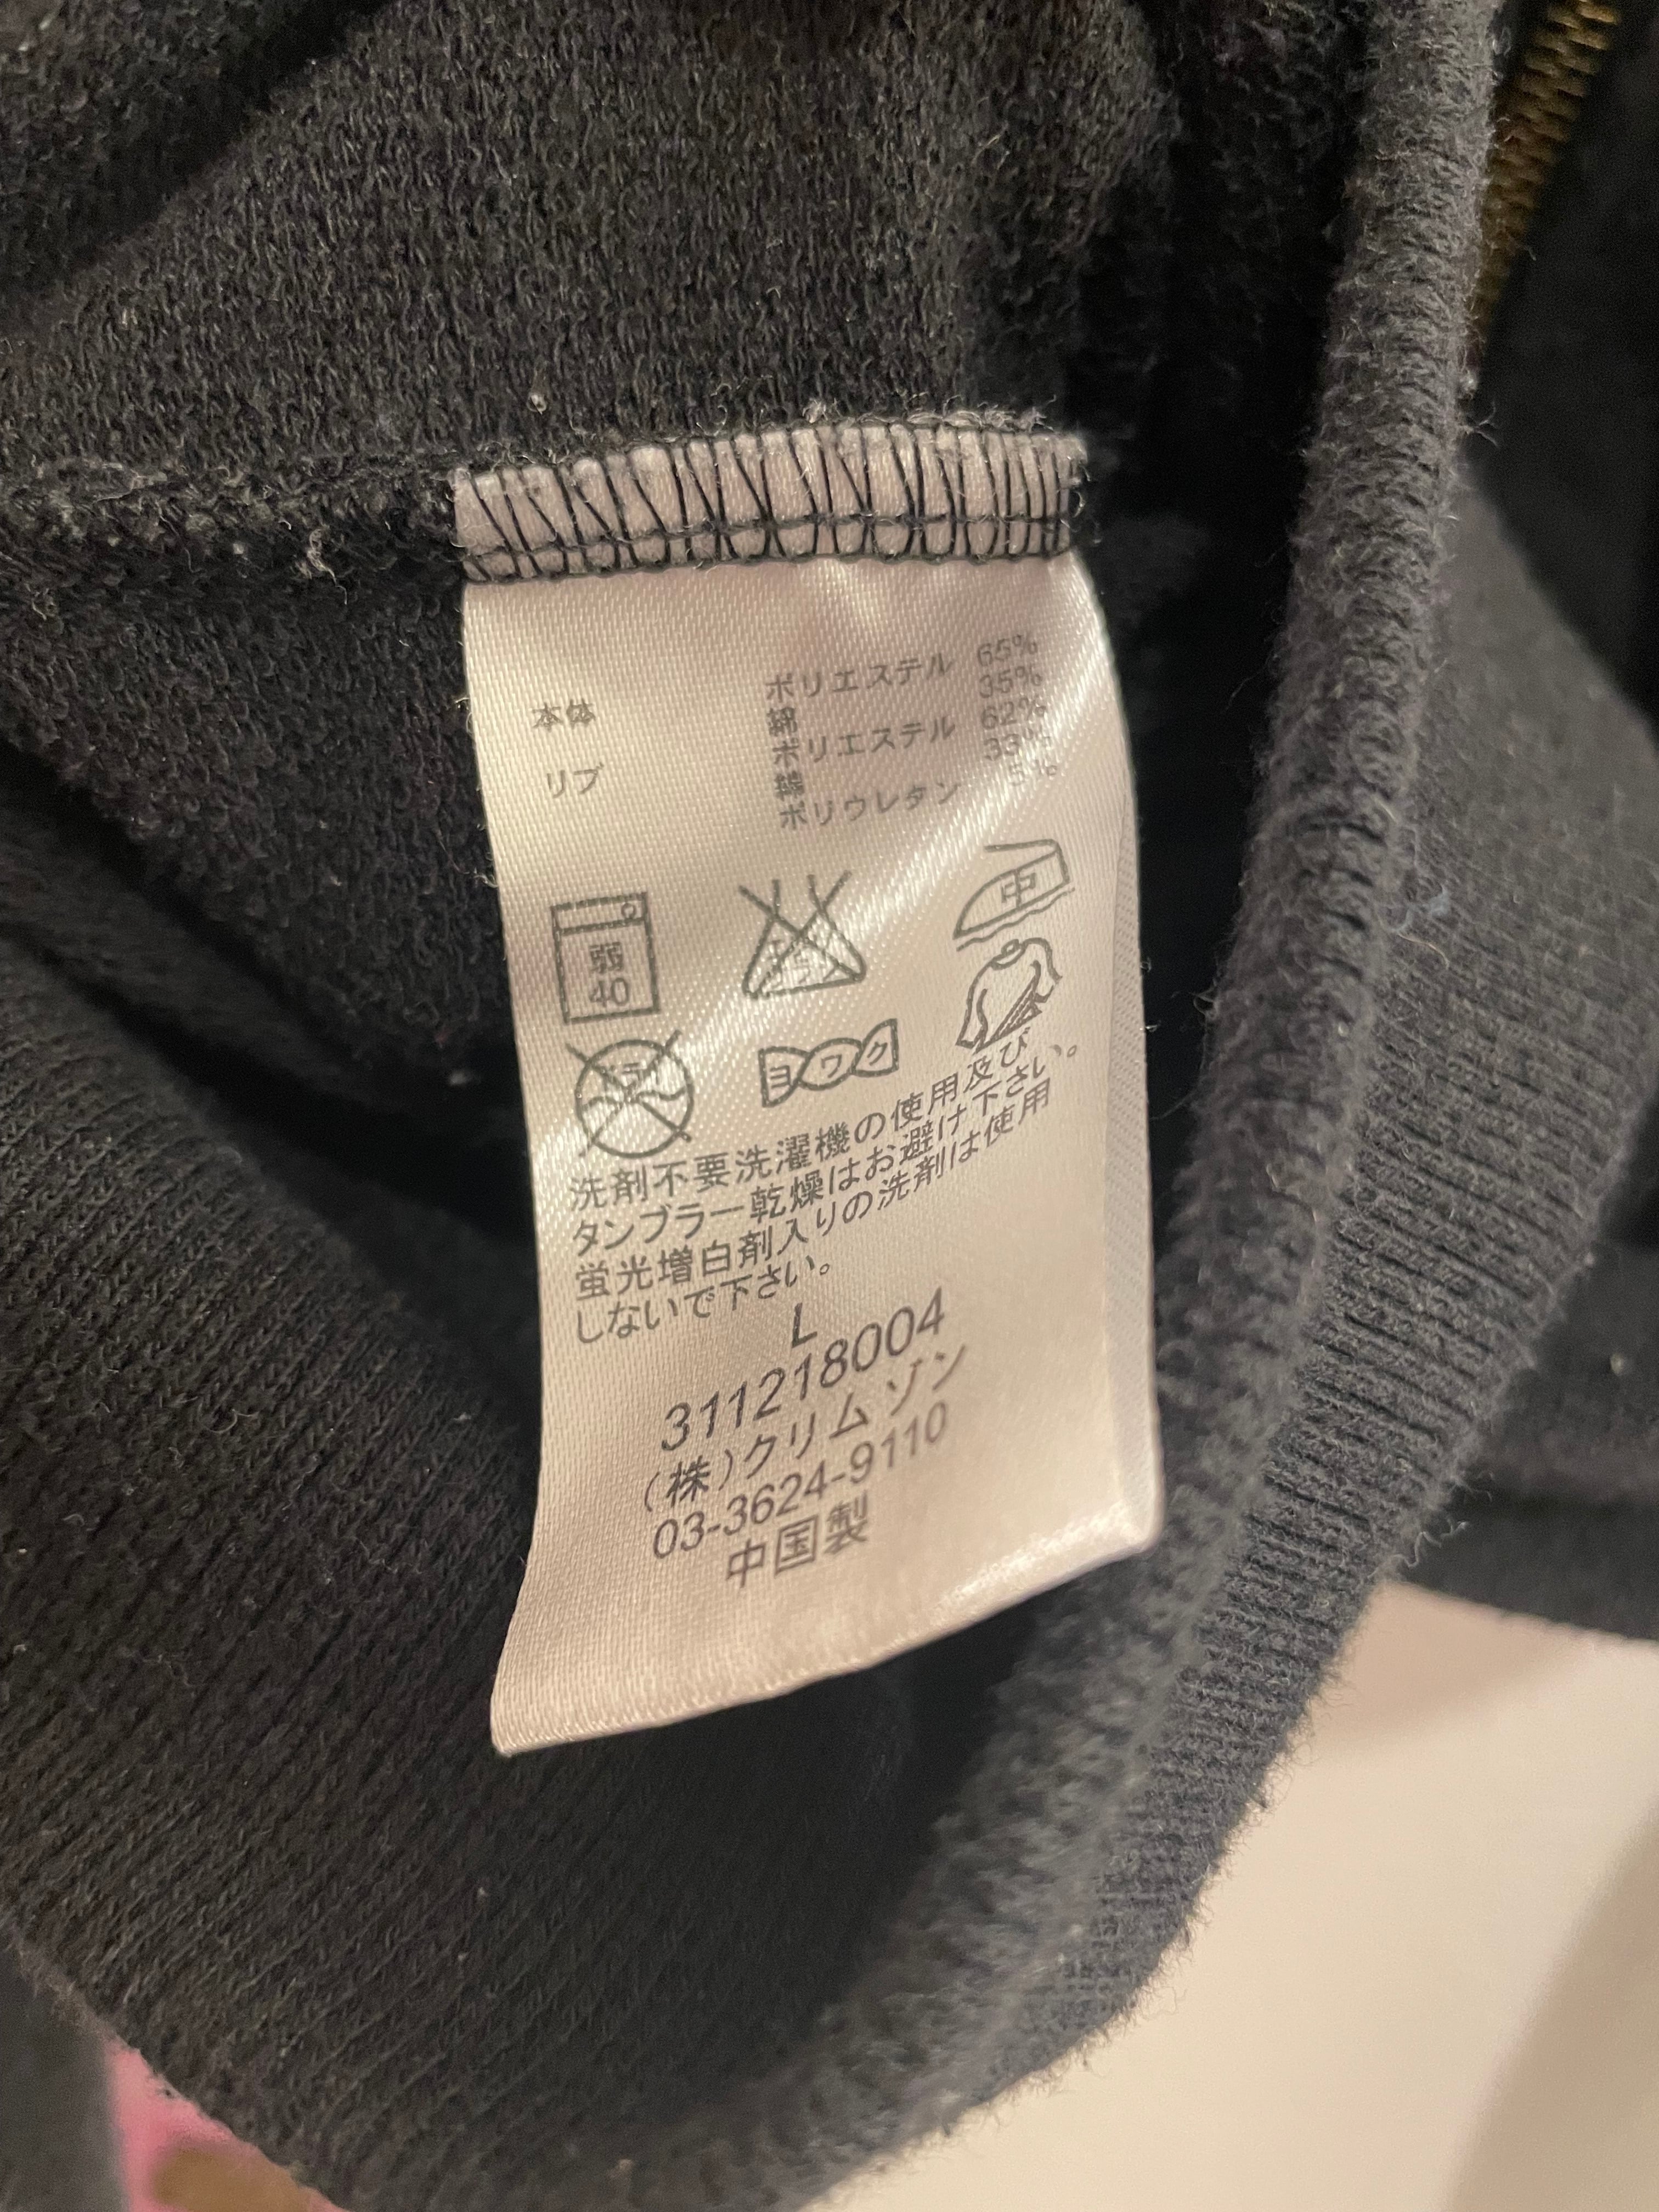 本体 ポリエステル 65%
綿 35%
リブ ポリエステル 62%
綿 33%
ポリウレタン 5%
弱
40
中
ヨワク
洗剤不要洗濯機の使用及び
タンブラー乾燥はお避け下さい。
蛍光増白剤入りの洗剤は使用
しないで下さい。
L
311218004
(株)クリムゾン
03-3624-9110
中国製